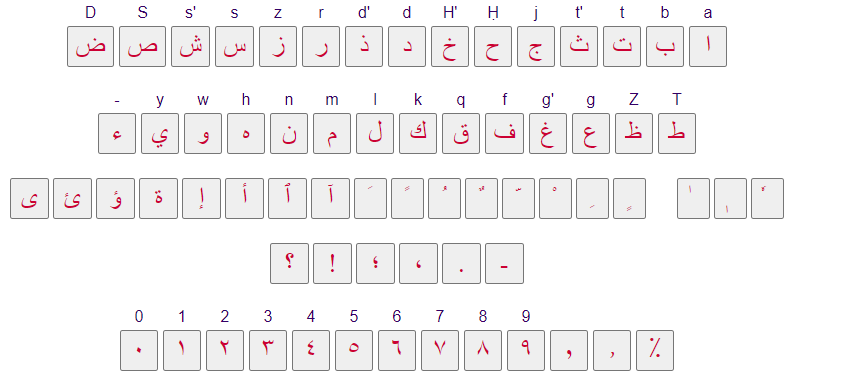 D S s' s z r d' d H' Ḥ j t' t b a
ض ص ش س ز ر ذ د خ ح ج ث ت ب ا
- y w h n m l k q f g' g Z T
ء ي و ه ن م ل ك ق ف غ ع ظ ط
ى ئ ؤ ة إ أ ٱ آ َ ً ُ ٌ ّ ْ ِ ٍ ٰ ٖ ٗ
؟ ! ؛ ، . -
0 1 2 3 4 5 6 7 8 9
٠ ١ ٢ ٣ ٤ ٥ ٦ ٧ ٨ ٩ ٫ ٬ ٪